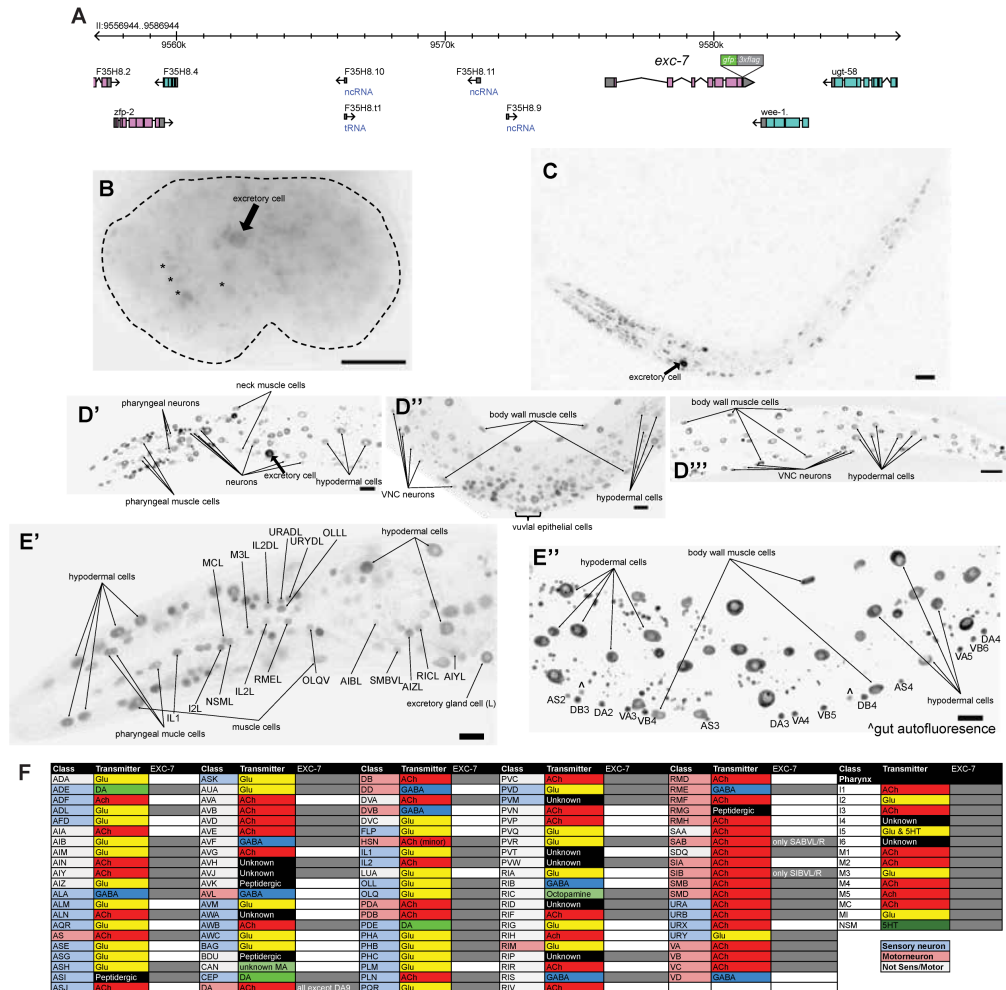 A
II:9556944..9586944
9560k
9570k
9580k
F35H8.2
F35H8.4
F35H8.10
ncRNA
F35H8.11
ncRNA
exc-7
gfp
3xflag
ugt-58
zfp-2
F35H8.t1
tRNA
F35H8.9
ncRNA
wee-1.
B
excretory cell
*
*
*
*
C
excretory cell
D'
neck muscle cells
pharyngeal neurons
neurons
excretory cell
hypodermal cells
pharyngeal muscle cells
D''
body wall muscle cells
VNC neurons
hypodermal cells
vuvlal epithelial cells
D'''
body wall muscle cells
VNC neurons
hypodermal cells
E'
hypodermal cells
MCL
M3L
IL2DL
URADL
URYDL
OLLL
hypodermal cells
pharyngeal mucle cells
IL1
I2L
NSML
IL2L
RMEL
OLQV
muscle cells
AIBL
SMBVL
AIZL
RICL
AIYL
excretory gland cell (L)
E''
hypodermal cells
body wall muscle cells
AS2
^
DB3
DA2
VA3
VB4
AS3
DA3
VA4
VB5
^
DB4
AS4
VA5
VB6
DA4
hypodermal cells
^gut autofluoresence
F
Class Transmitter EXC-7 Class Transmitter EXC-7 Class Transmitter EXC-7 Class Transmitter EXC-7 Class Transmitter EXC-7 Class Transmitter EXC-7
ADA Glu ASK Glu DB ACh PVC ACh RMD ACh Pharynx
ADE DA AUA Glu DD GABA PVD Glu RME GABA I1 ACh
ADF Ach AVA ACh DVA ACh PVM Unknown RMF ACh I2 Glu
ADL Glu AVB ACh DVB GABA PVN ACh RMG Peptidergic I3 ACh
AFD Glu AVD ACh DVC Glu PVP ACh RMH ACh I4 Unknown
AIA ACh AVE ACh FLP Glu PVQ Glu SAA ACh I5 Glu & 5HT
AIB Glu AVF GABA HSN ACh (minor) PVR Glu SAB ACh only SABVL/R I6 Unknown
AIM Glu AVG ACh IL1 Glu PVT Unknown SDQ ACh M1 ACh
AIN ACh AVH Unknown IL2 ACh PVW Unknown SIA ACh M2 ACh
AIY ACh AVJ Unknown LUA Glu RIA Glu SIB ACh only SIBVL/R M3 Glu
AIZ Glu AVK Peptidergic OLL Glu RIB GABA SMB ACh M4 ACh
ALA GABA AVL GABA OLQ Glu RIC Octopamine SMD ACh M5 ACh
ALM Glu AVM Glu PDA ACh RID Unknown URA ACh MC ACh
ALN ACh AWA Unknown PDB ACh RIF ACh URB ACh MI Glu
AQR Glu AWB ACh PDE DA RIG Glu URX ACh NSM 5HT
AS ACh AWC Glu PHA Glu RIH ACh URY Glu
ASE Glu BAG Glu PHB Glu RIM Glu VA ACh Sensory neuron
ASG Glu BDU Peptidergic PHC Glu RIP Unknown VB ACh Motorneuron
ASH Glu CAN unknown MA PLM Glu RIR ACh VC ACh Not Sens/Motor
ASI Peptidergic CEP DA PLN ACh RIS GABA VD GABA
ASJ ACh DA ACh all except DA9 PQR Glu RIV ACh